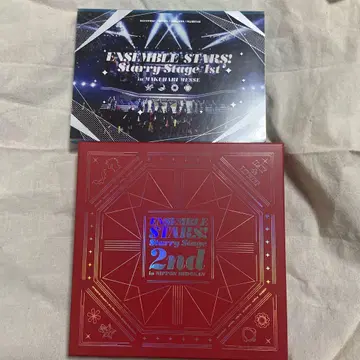 ENSEMBLE STARS!
Starry Stage 1st
in MAKUHARI MESSE
ENSEMBLE
STARS!
Starry Stage
2nd
in NIPPON BUDOKAN